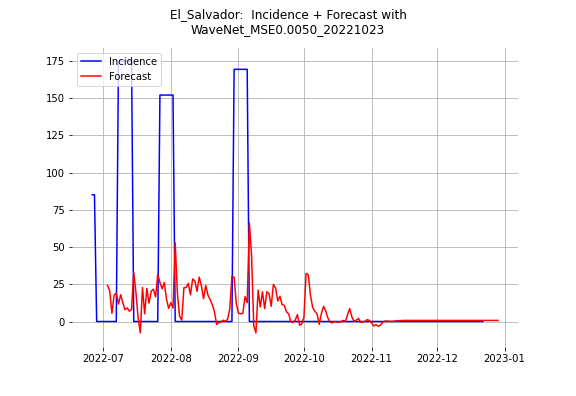 El_Salvador:  Incidence + Forecast with
WaveNet_MSE0.0050_20221023
Incidence
Forecast
175
150
125
100
75
50
25
0
2022-07 2022-08 2022-09 2022-10 2022-11 2022-12 2023-01